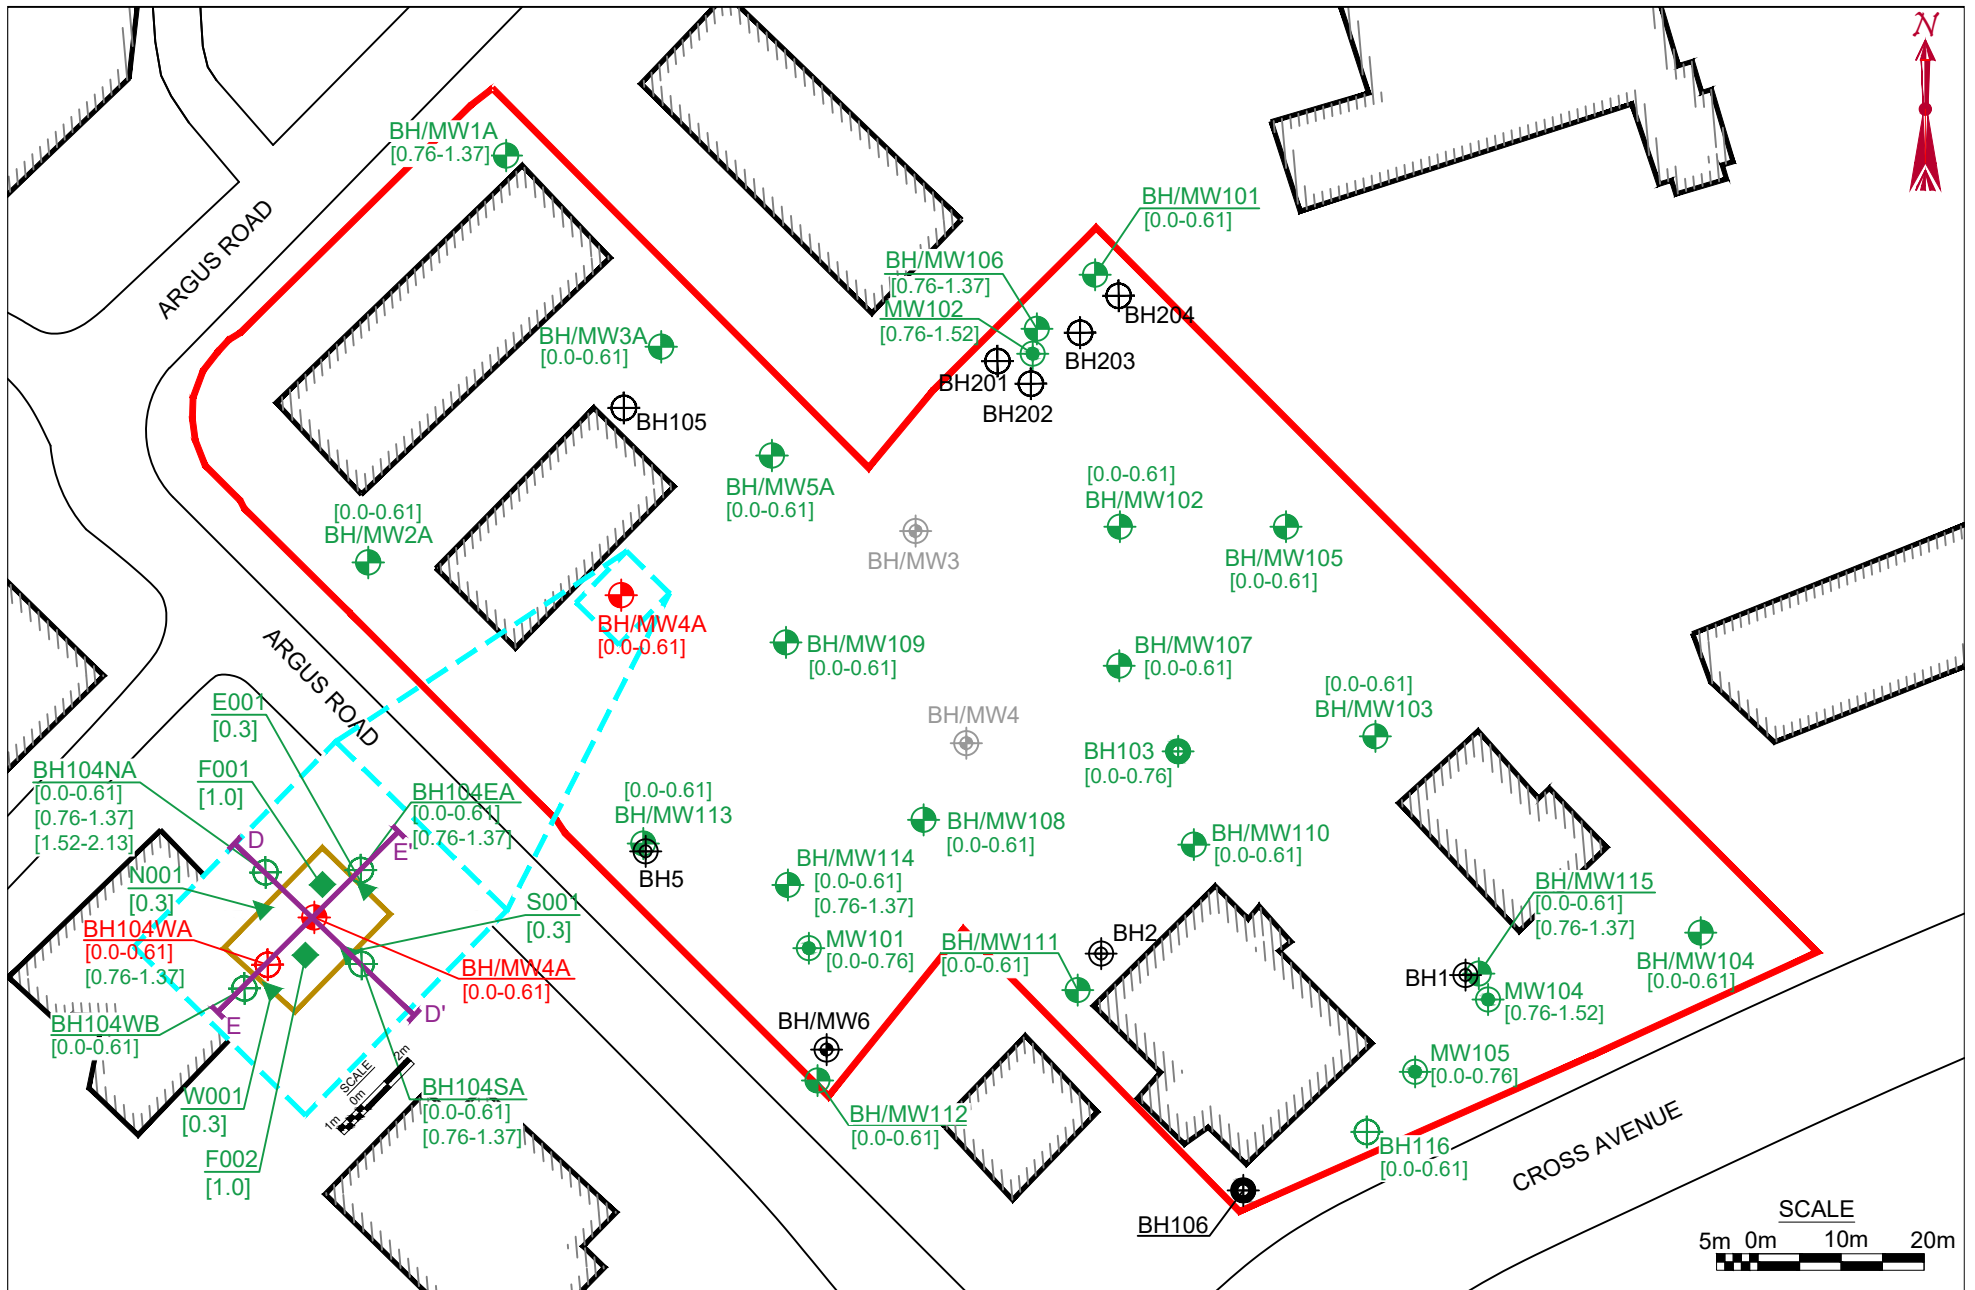 N
BH/MW1A
[0.76-1.37]
ARGUS ROAD
BH/MW101
[0.0-0.61]
BH/MW106
[0.76-1.37]
MW102
[0.76-1.52]
BH204
BH203
BH201
BH202
BH/MW3A
[0.0-0.61]
BH105
BH/MW5A
[0.0-0.61]
[0.0-0.61]
BH/MW2A
BH/MW3
[0.0-0.61]
BH/MW102
BH/MW105
[0.0-0.61]
BH/MW4A
[0.0-0.61]
BH/MW109
[0.0-0.61]
BH/MW107
[0.0-0.61]
ARGUS ROAD
[0.0-0.61]
BH/MW103
BH/MW4
BH103
[0.0-0.76]
E001
[0.3]
BH104NA
[0.0-0.61]
[0.76-1.37]
[1.52-2.13]
F001
[1.0]
BH104EA
[0.0-0.61]
[0.76-1.37]
D
E'
[0.0-0.61]
BH/MW113
BH5
BH/MW108
[0.0-0.61]
BH/MW110
[0.0-0.61]
BH/MW114
[0.0-0.61]
[0.76-1.37]
N001
[0.3]
S001
[0.3]
BH104WA
[0.0-0.61]
[0.76-1.37]
BH/MW4A
[0.0-0.61]
MW101
[0.0-0.76]
BH/MW111
[0.0-0.61]
BH2
BH/MW115
[0.0-0.61]
[0.76-1.37]
BH1
MW104
[0.76-1.52]
BH/MW104
[0.0-0.61]
E
D'
BH104WB
[0.0-0.61]
BH/MW6
MW105
[0.0-0.76]
SCALE
1m 0m 2m
W001
[0.3]
BH104SA
[0.0-0.61]
[0.76-1.37]
BH/MW112
[0.0-0.61]
F002
[1.0]
BH116
[0.0-0.61]
CROSS AVENUE
BH106
SCALE
5m 0m 10m 20m